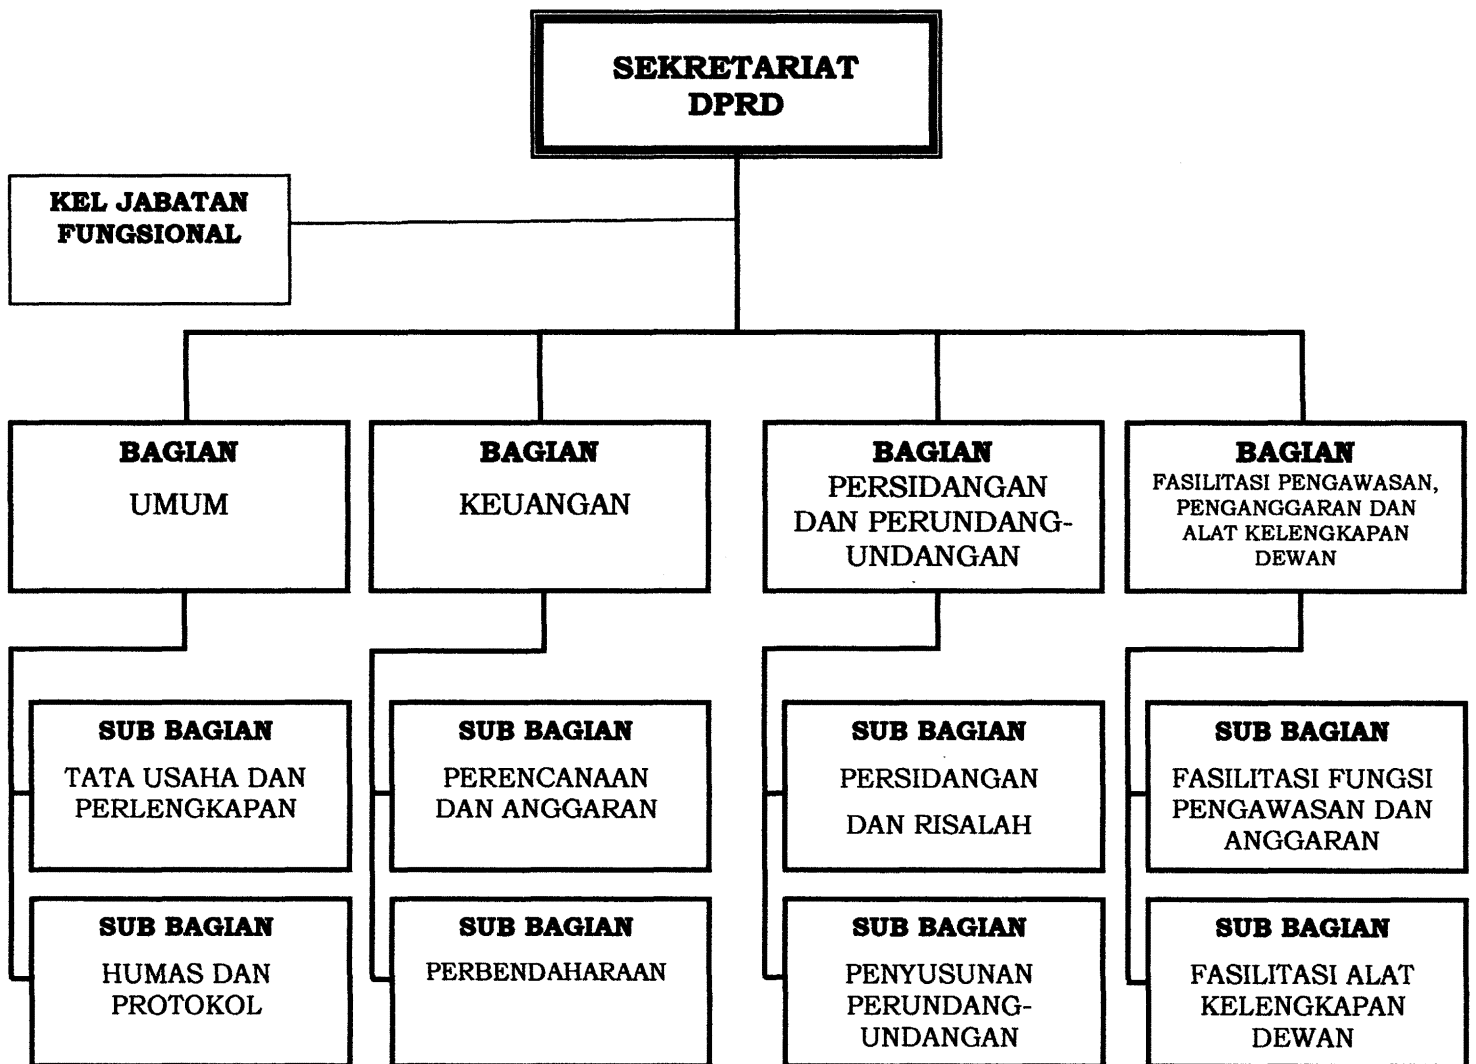 SEKRETARIAT
DPRD
KEL JABATAN
FUNGSIONAL
BAGIAN
UMUM
BAGIAN
KEUANGAN
BAGIAN
PERSIDANGAN
DAN PERUNDANG-
UNDANGAN
BAGIAN
FASILITASI PENGAWASAN,
PENGANGGARAN DAN
ALAT KELENGKAPAN
DEWAN
SUB BAGIAN
TATA USAHA DAN
PERLENGKAPAN
SUB BAGIAN
PERENCANAAN
DAN ANGGARAN
SUB BAGIAN
PERSIDANGAN
DAN RISALAH
SUB BAGIAN
FASILITASI FUNGSI
PENGAWASAN DAN
ANGGARAN
SUB BAGIAN
HUMAS DAN
PROTOKOL
SUB BAGIAN
PERBENDAHARAAN
SUB BAGIAN
PENYUSUNAN
PERUNDANG-
UNDANGAN
SUB BAGIAN
FASILITASI ALAT
KELENGKAPAN
DEWAN